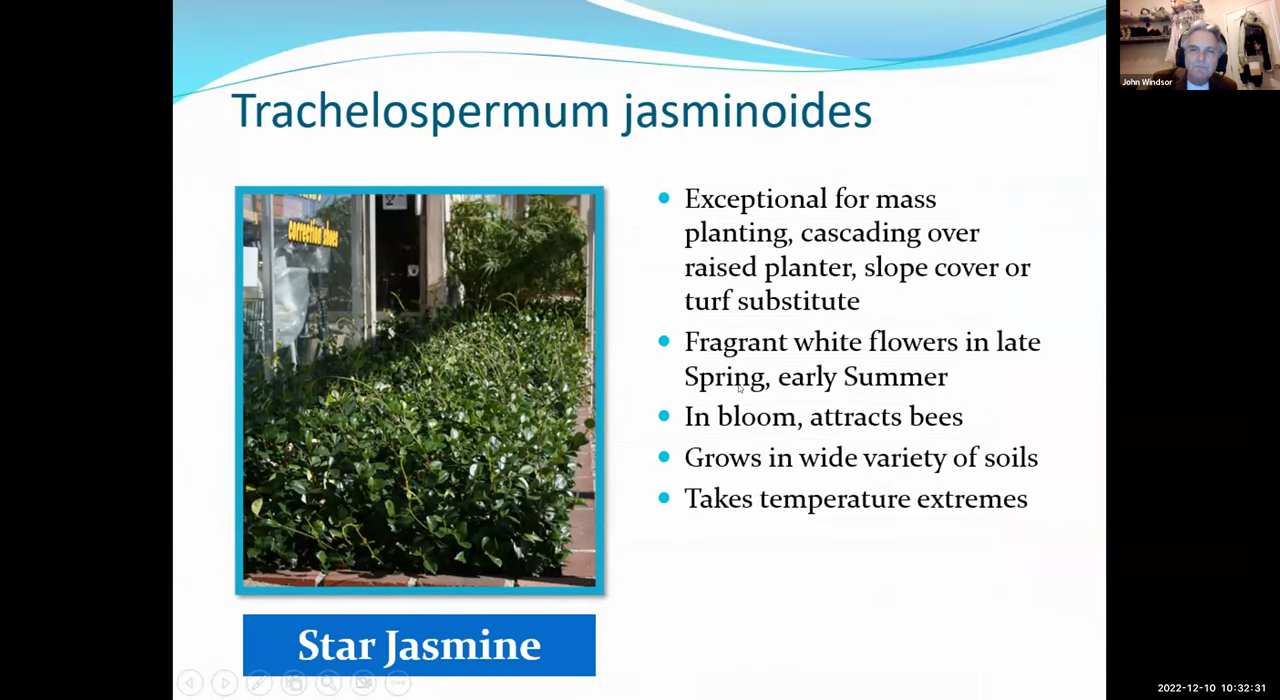 Trachelospermum jasminoides
John Windsor
correction shoes
Exceptional for mass
planting, cascading over
raised planter, slope cover or
turf substitute
Fragrant white flowers in late
Spring, early Summer
In bloom, attracts bees
Grows in wide variety of soils
Takes temperature extremes
Star Jasmine
2022-12-10 10:32:31